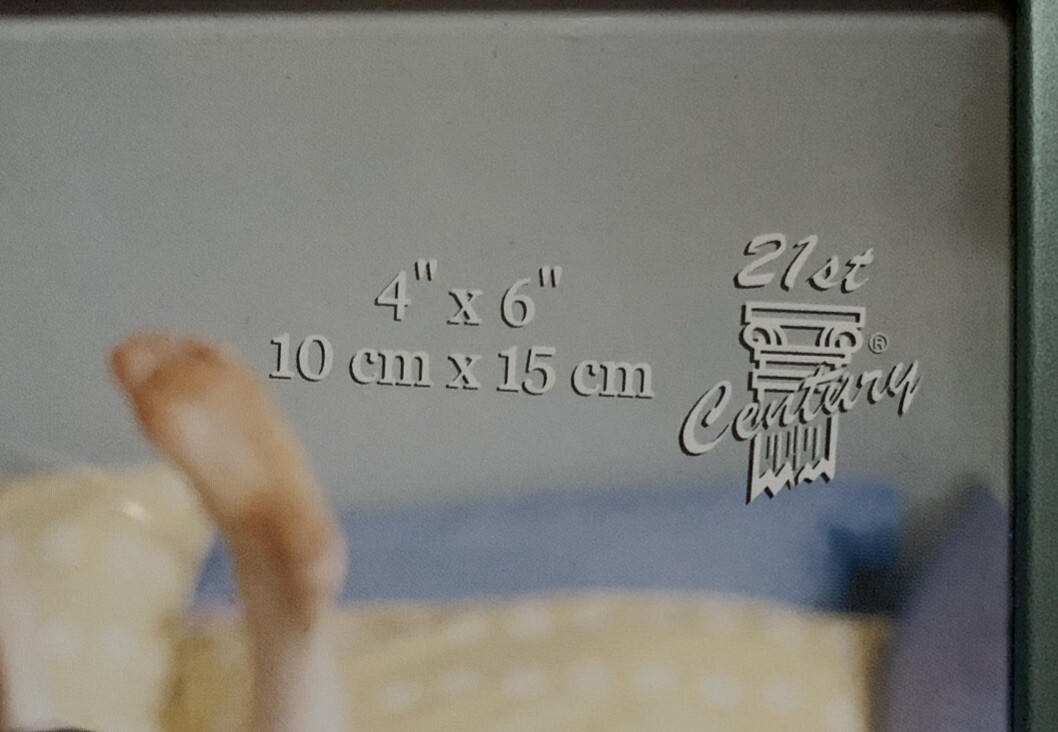 4" x 6"
10 cm x 15 cm
21st
Century®